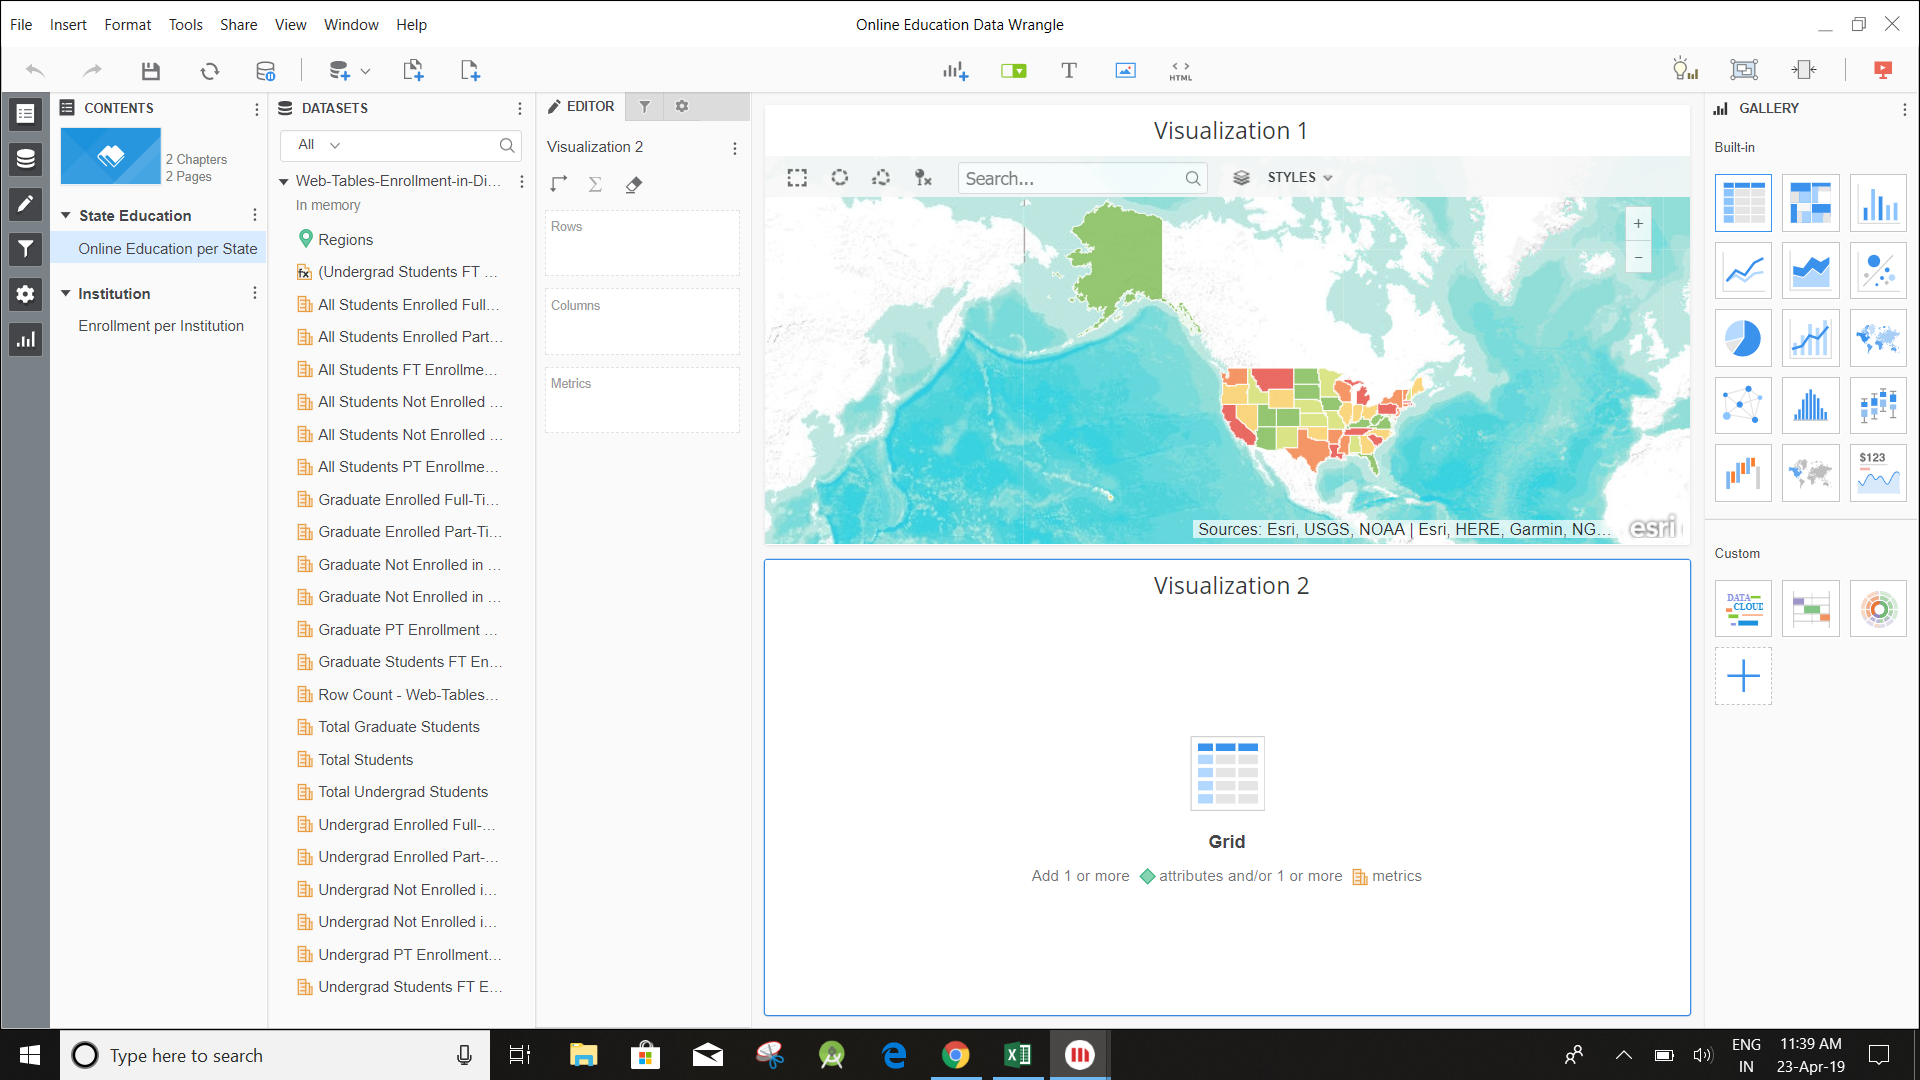 File Insert Format Tools Share View Window Help
Online Education Data Wrangle
HTML
CONTENTS
2 Chapters
2 Pages
State Education
Online Education per State
Institution
Enrollment per Institution
DATASETS
All
Web-Tables-Enrollment-in-Di...
In memory
Regions
fx (Undergrad Students FT ...
All Students Enrolled Full...
All Students Enrolled Part...
All Students FT Enrollme...
All Students Not Enrolled ...
All Students Not Enrolled ...
All Students PT Enrollme...
Graduate Enrolled Full-Ti...
Graduate Enrolled Part-Ti...
Graduate Not Enrolled in ...
Graduate Not Enrolled in ...
Graduate PT Enrollment ...
Graduate Students FT En...
Row Count - Web-Tables...
Total Graduate Students
Total Students
Total Undergrad Students
Undergrad Enrolled Full-...
Undergrad Enrolled Part-...
Undergrad Not Enrolled i...
Undergrad Not Enrolled i...
Undergrad PT Enrollment...
Undergrad Students FT E...
EDITOR
Visualization 2
Rows
Columns
Metrics
Visualization 1
Search...
STYLES
+
−
Sources: Esri, USGS, NOAA | Esri, HERE, Garmin, NG...
esri
Visualization 2
Grid
Add 1 or more attributes and/or 1 or more metrics
GALLERY
Built-in
$123
Custom
DATA
CLOUD
Type here to search
ENG
IN
11:39 AM
23-Apr-19